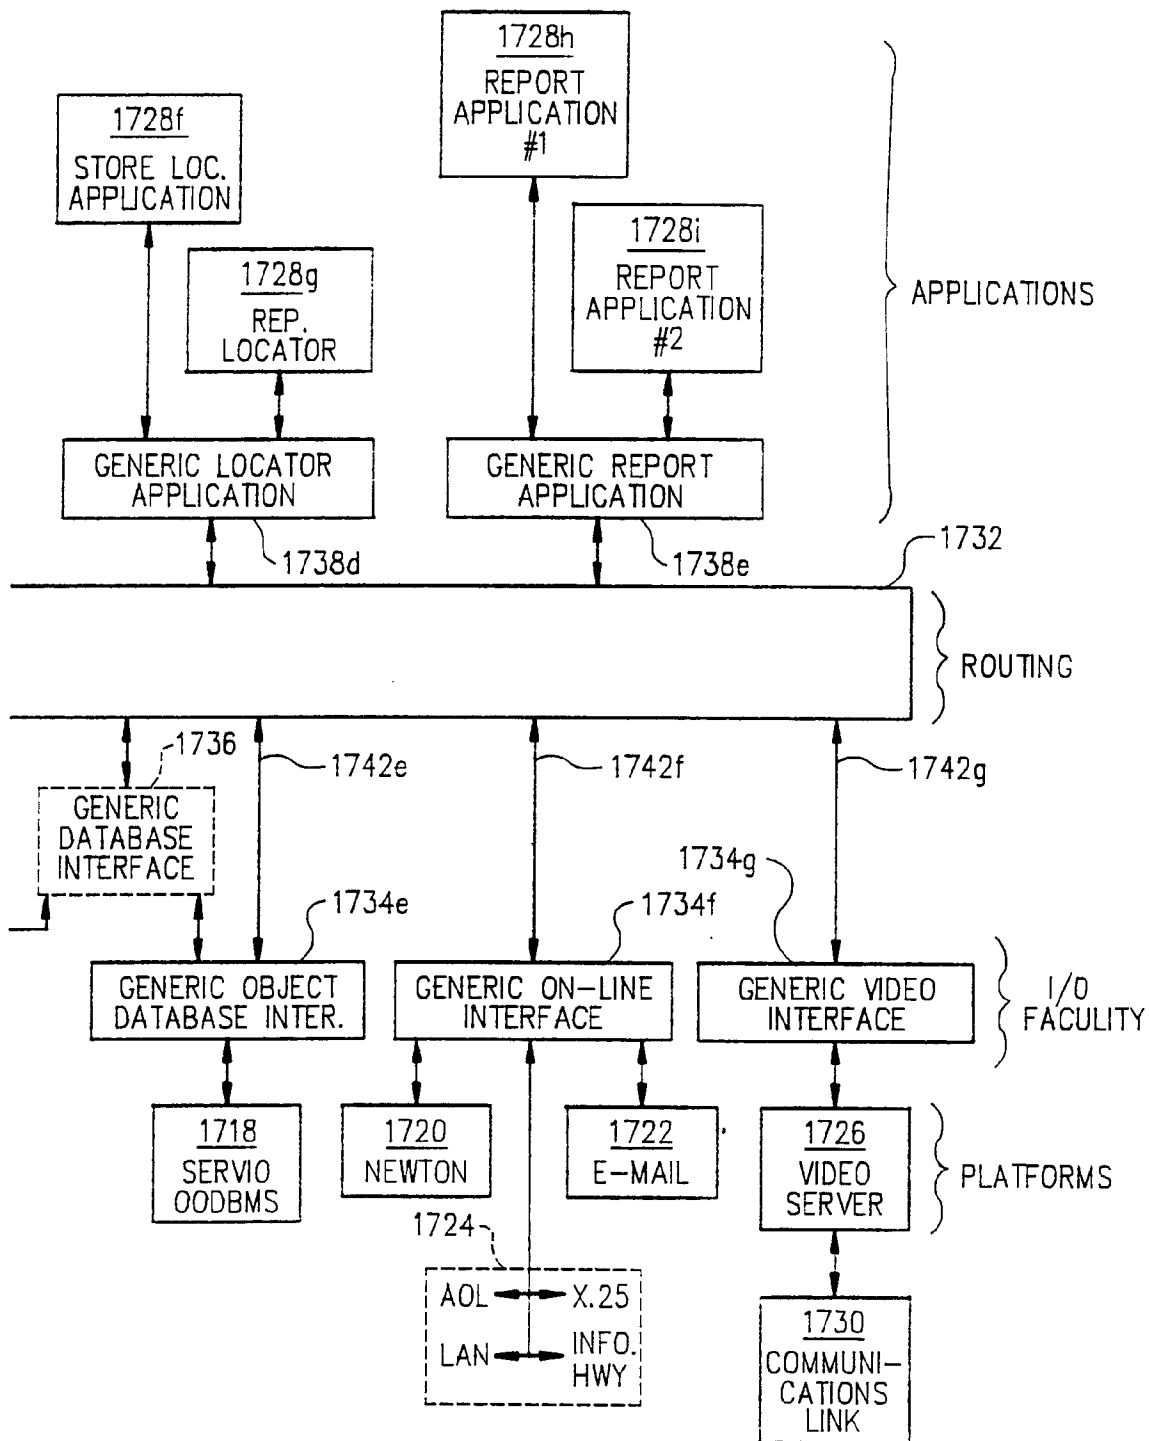 1728h
REPORT
APPLICATION
#1
1728f
STORE LOC.
APPLICATION
1728i
REPORT
APPLICATION
#2
1728g
REP.
LOCATOR
APPLICATIONS
GENERIC LOCATOR
APPLICATION
GENERIC REPORT
APPLICATION
1738d
1738e
1732
ROUTING
1736
1742e
1742f
1742g
GENERIC
DATABASE
INTERFACE
1734e
1734f
1734g
GENERIC OBJECT
DATABASE INTER.
GENERIC ON-LINE
INTERFACE
GENERIC VIDEO
INTERFACE
I/O
FACULITY
1718
SERVIO
OODBMS
1720
NEWTON
1722
E-MAIL
1726
VIDEO
SERVER
PLATFORMS
1724
AOL
X.25
LAN
INFO.
HWY
1730
COMMUNI-
CATIONS
LINK